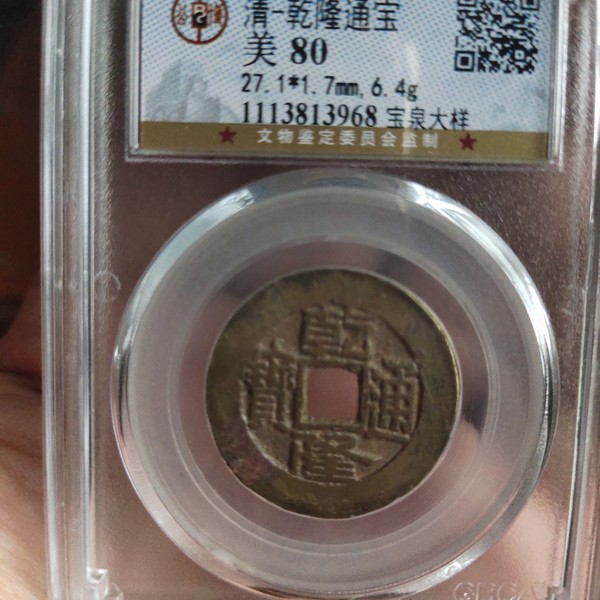 清-乾隆通宝
美 80
27.1*1.7mm, 6.4g
1113813968 宝泉大样
★ 文物鉴定委员会监制 ★
乾
寶 通
隆